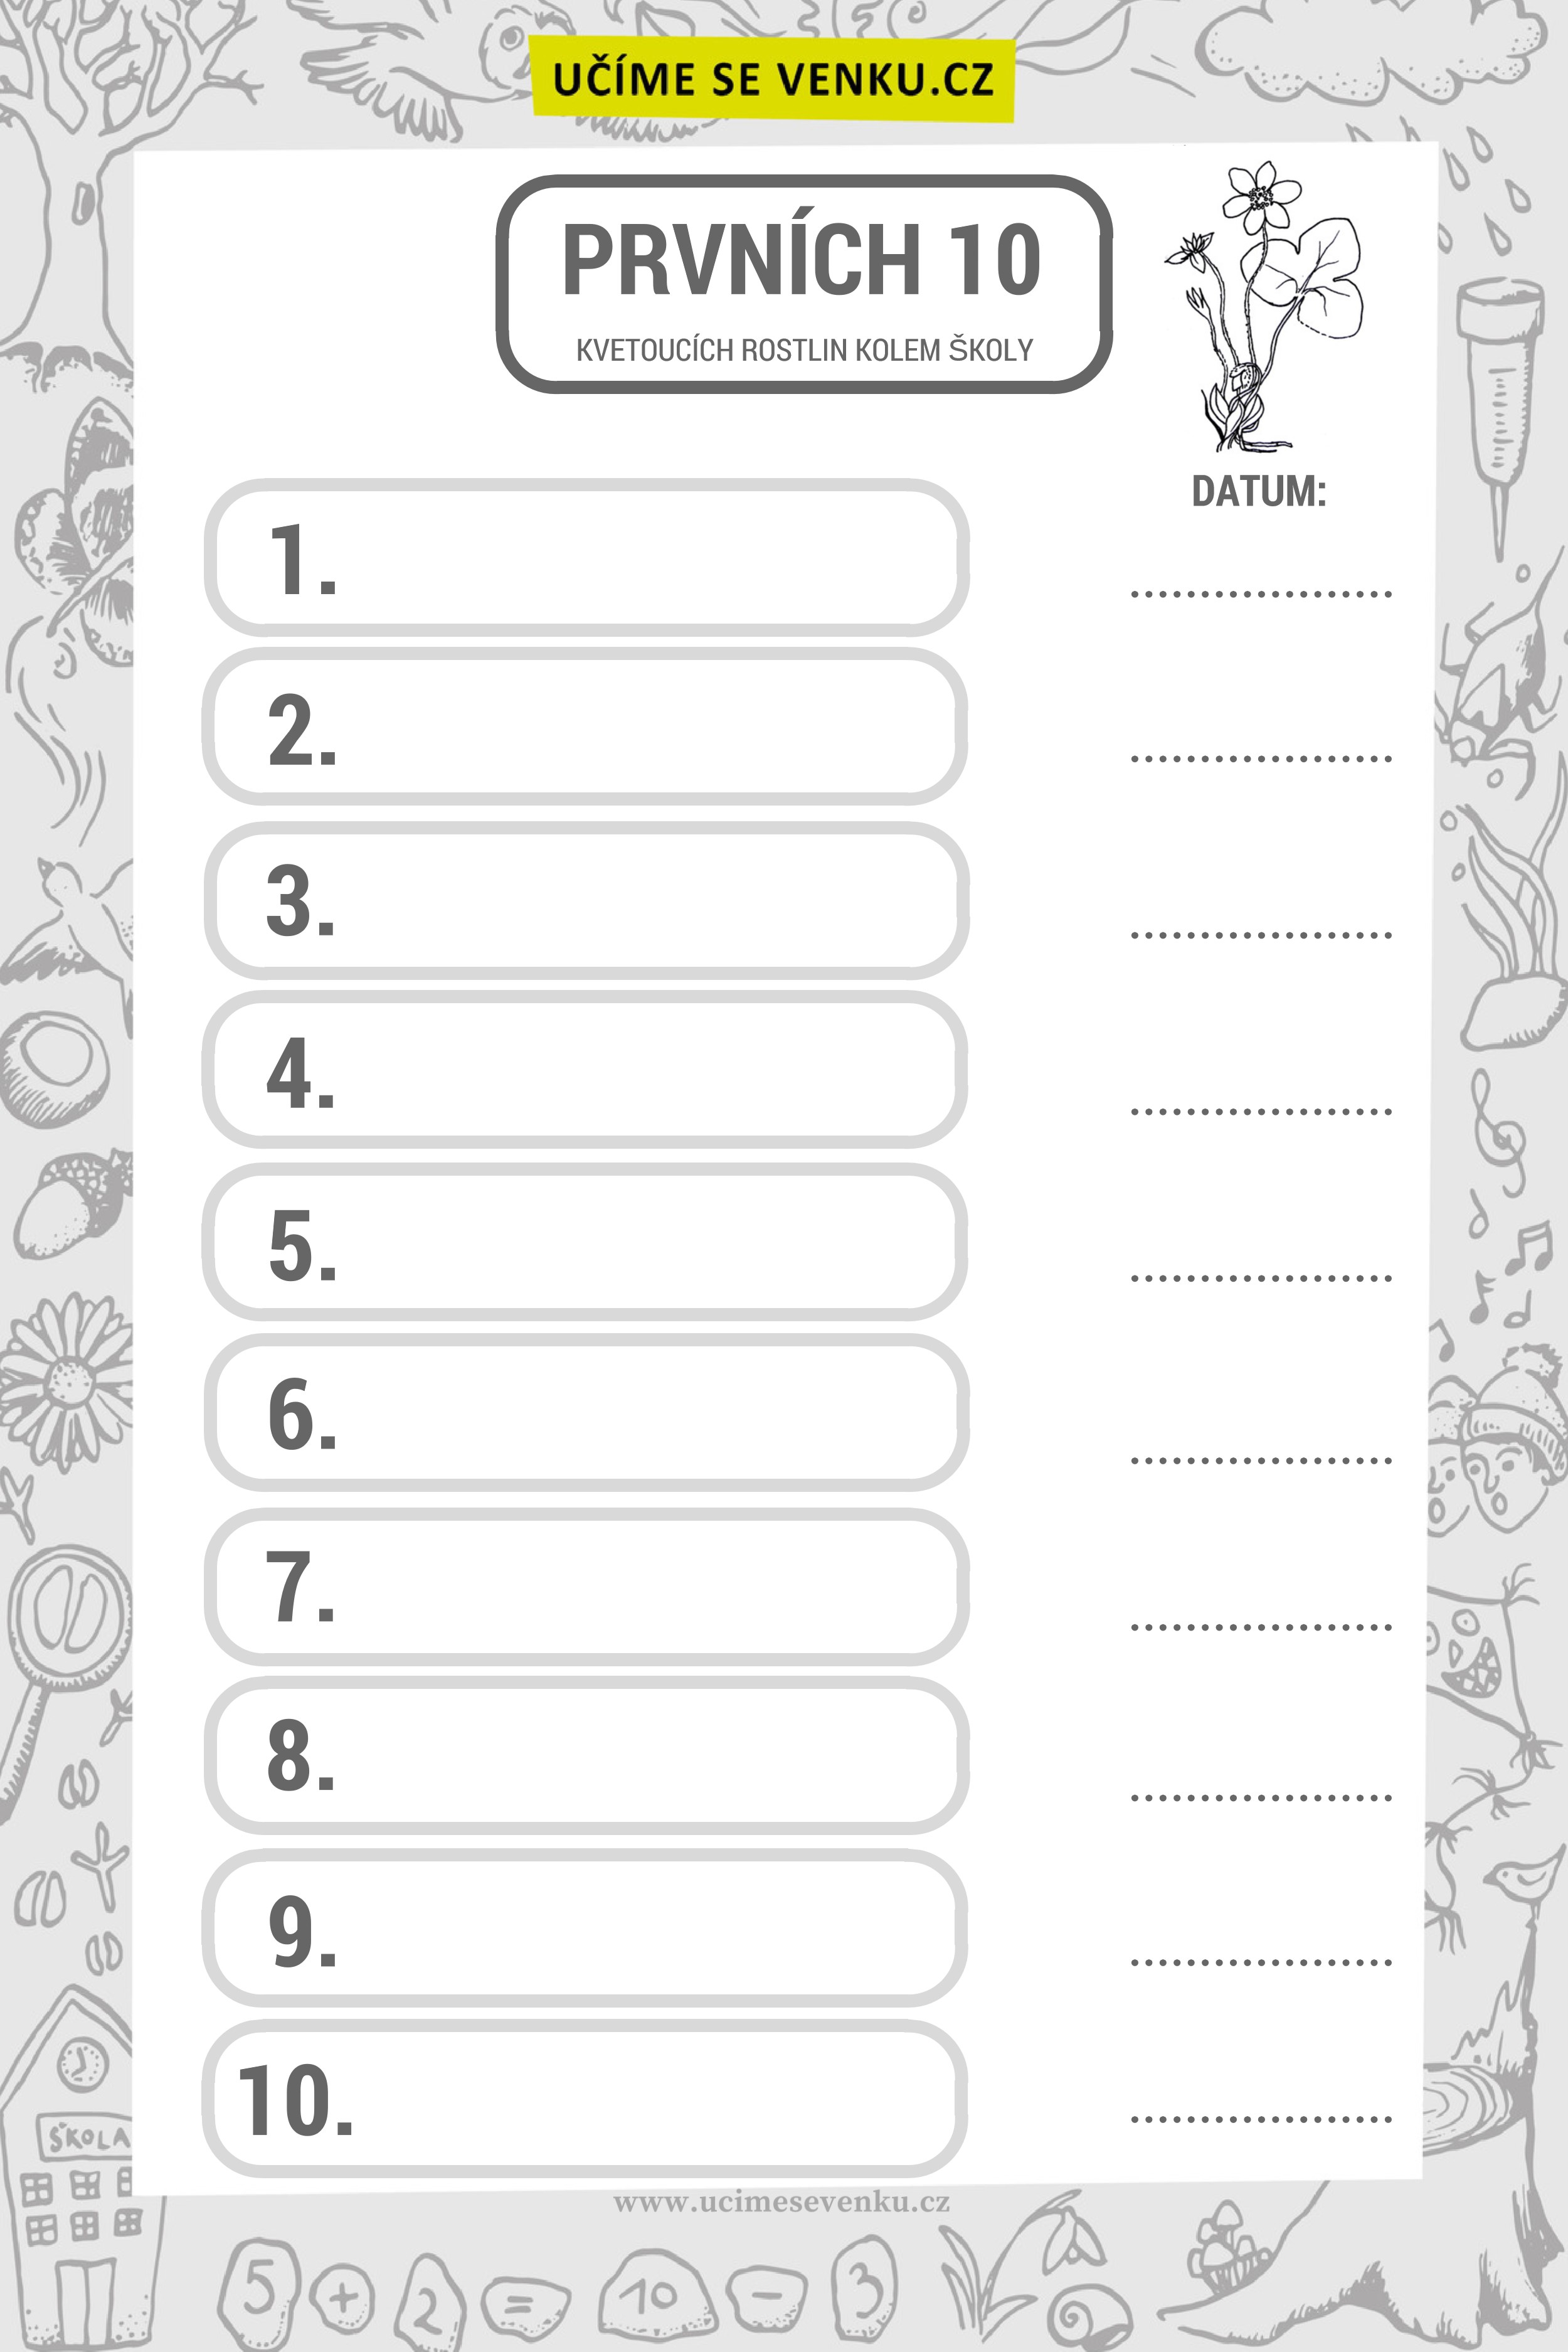 UČÍME SE VENKU.CZ
PRVNÍCH 10
KVETOUCÍCH ROSTLIN KOLEM ŠKOLY
DATUM:
1.
2.
3.
4.
5.
6.
7.
8.
9.
10.
ŠKOLA
www.ucimesevenku.cz
5 + 2 = 10 - 3